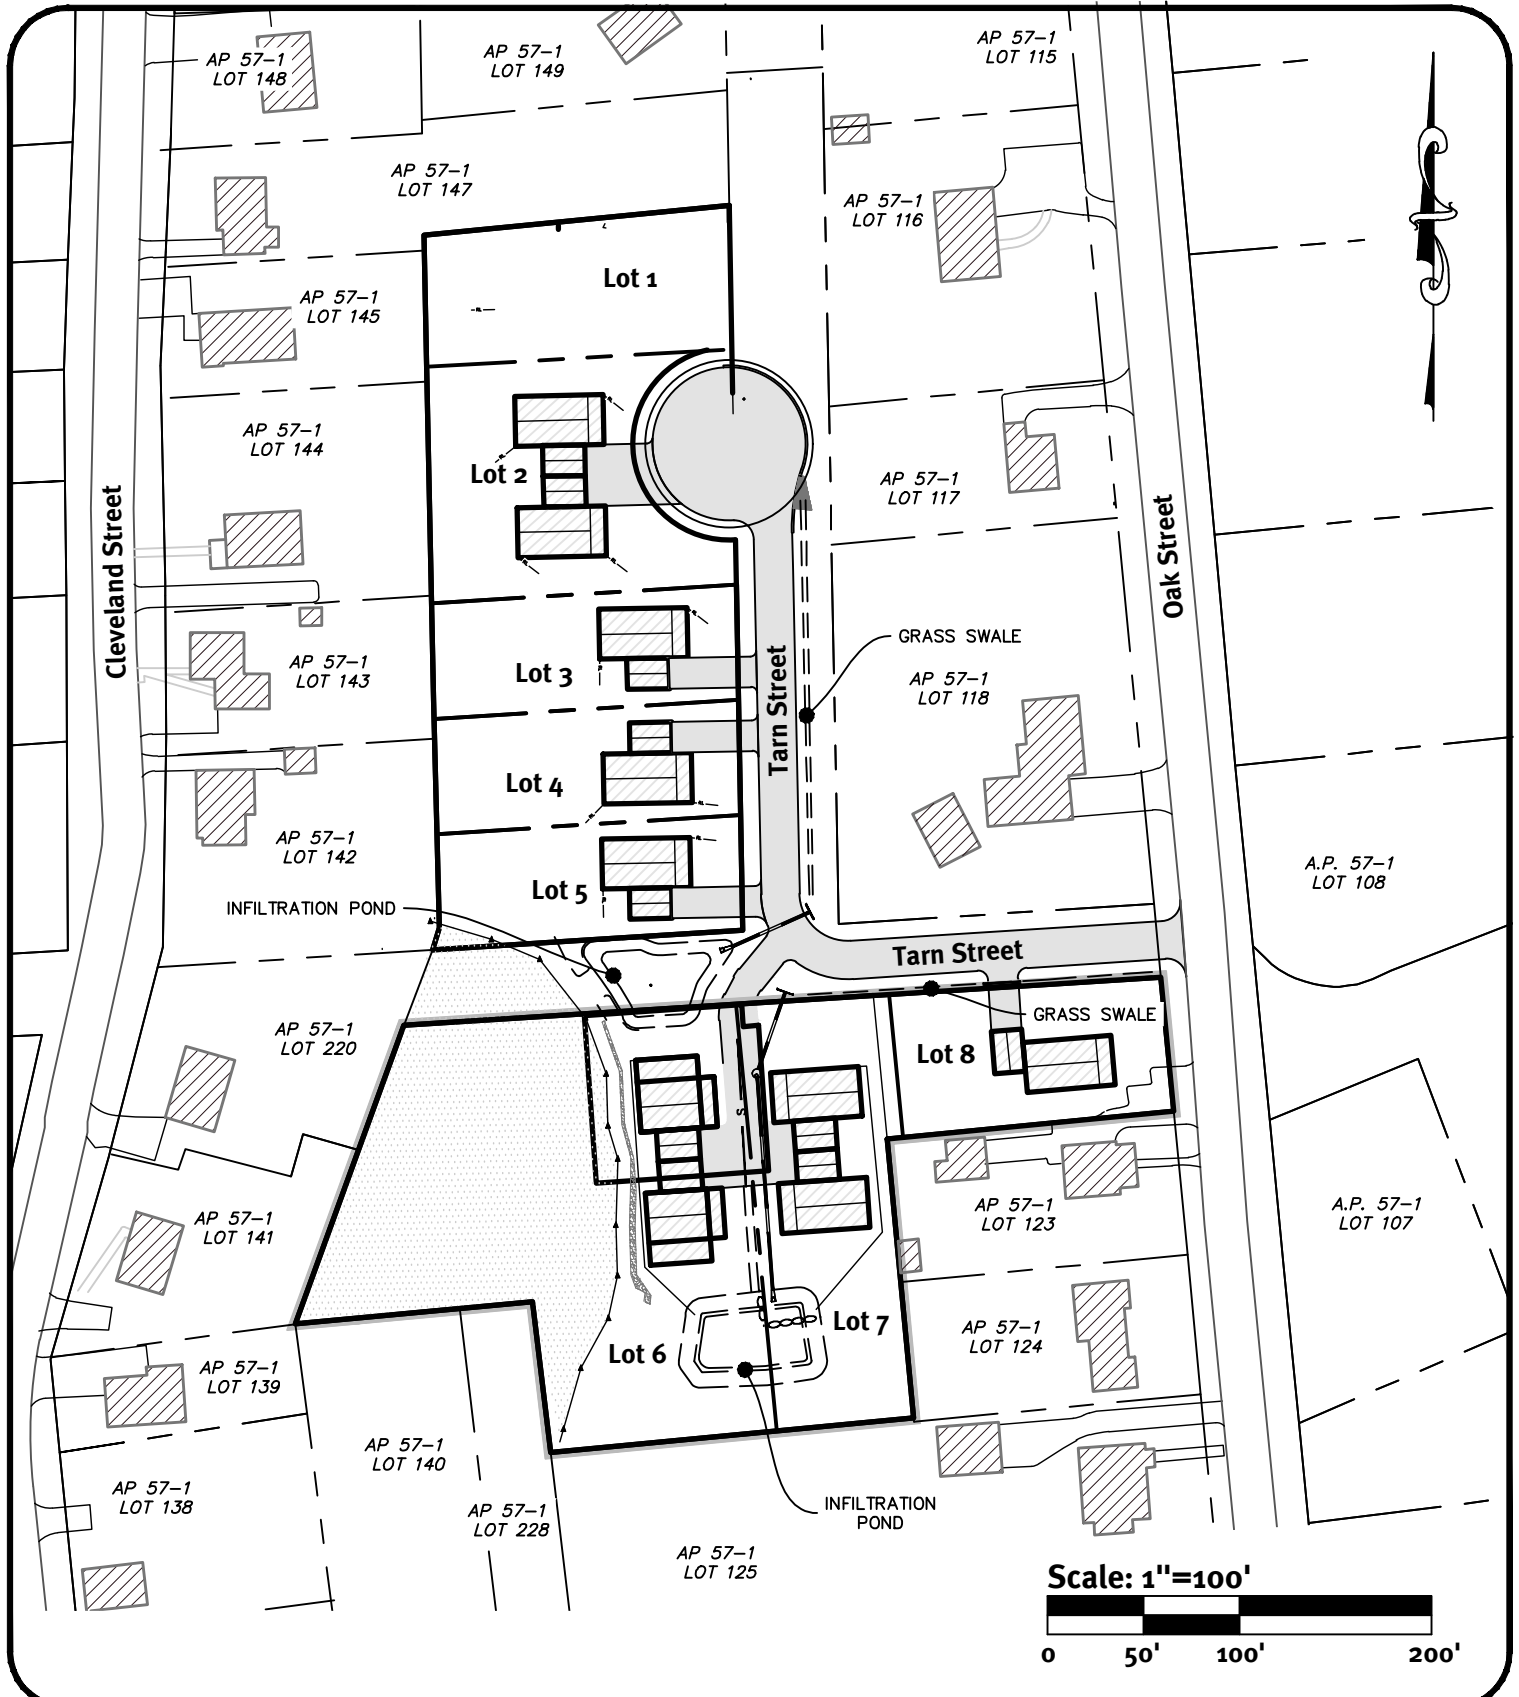 AP 57-1
LOT 148
AP 57-1
LOT 149
AP 57-1
LOT 115
AP 57-1
LOT 147
AP 57-1
LOT 116
Lot 1
AP 57-1
LOT 145
AP 57-1
LOT 144
Lot 2
AP 57-1
LOT 117
Cleveland Street
Oak Street
GRASS SWALE
AP 57-1
LOT 143
Lot 3
Tarn Street
AP 57-1
LOT 118
Lot 4
AP 57-1
LOT 142
A.P. 57-1
LOT 108
Lot 5
INFILTRATION POND
Tarn Street
GRASS SWALE
AP 57-1
LOT 220
Lot 8
S
AP 57-1
LOT 141
AP 57-1
LOT 123
A.P. 57-1
LOT 107
Lot 7
Lot 6
AP 57-1
LOT 124
AP 57-1
LOT 139
AP 57-1
LOT 140
AP 57-1
LOT 138
AP 57-1
LOT 228
INFILTRATION
POND
AP 57-1
LOT 125
Scale: 1"=100'
0 50' 100' 200'